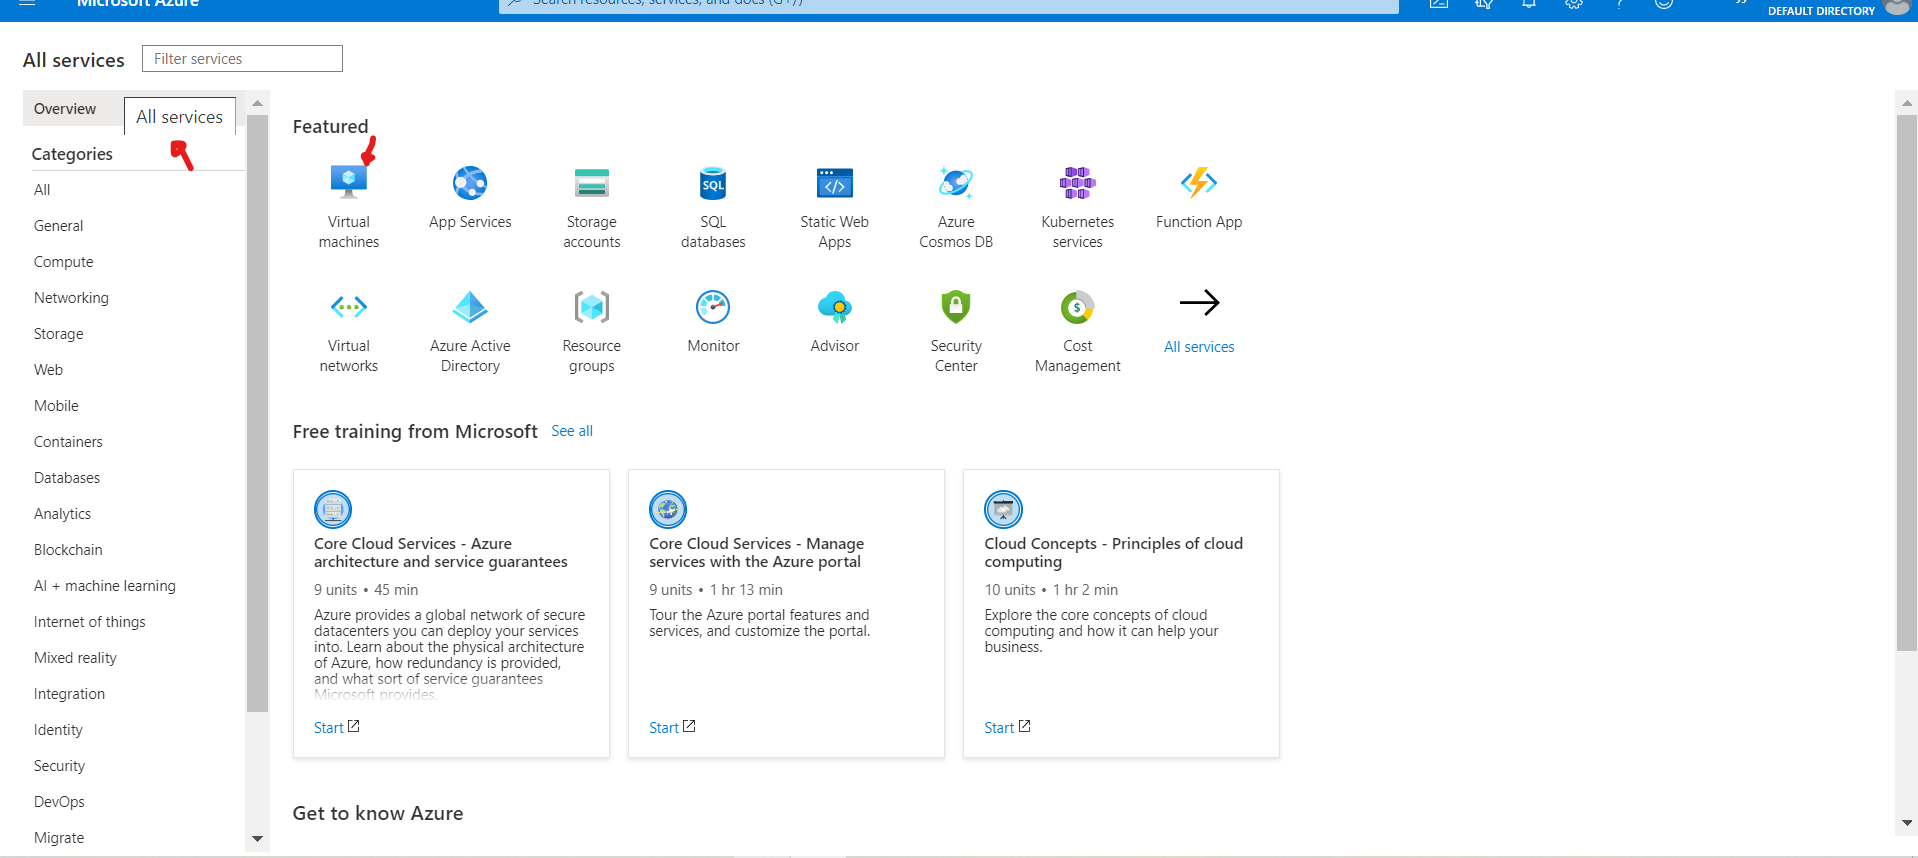 Microsoft Azure
Search resources, services, and docs (G+/)
DEFAULT DIRECTORY
All services
Filter services
Overview
All services
Categories
All
General
Compute
Networking
Storage
Web
Mobile
Containers
Databases
Analytics
Blockchain
AI + machine learning
Internet of things
Mixed reality
Integration
Identity
Security
DevOps
Migrate
Featured
Virtual
machines
App Services
Storage
accounts
SQL
SQL
databases
Static Web
Apps
Azure
Cosmos DB
Kubernetes
services
Function App
Virtual
networks
Azure Active
Directory
Resource
groups
Monitor
Advisor
Security
Center
$
Cost
Management
All services
Free training from Microsoft See all
Core Cloud Services - Azure
architecture and service guarantees
9 units • 45 min
Azure provides a global network of secure
datacenters you can deploy your services
into. Learn about the physical architecture
of Azure, how redundancy is provided,
and what sort of service guarantees
Microsoft provides.
Start
Core Cloud Services - Manage
services with the Azure portal
9 units • 1 hr 13 min
Tour the Azure portal features and
services, and customize the portal.
Start
Cloud Concepts - Principles of cloud
computing
10 units • 1 hr 2 min
Explore the core concepts of cloud
computing and how it can help your
business.
Start
Get to know Azure